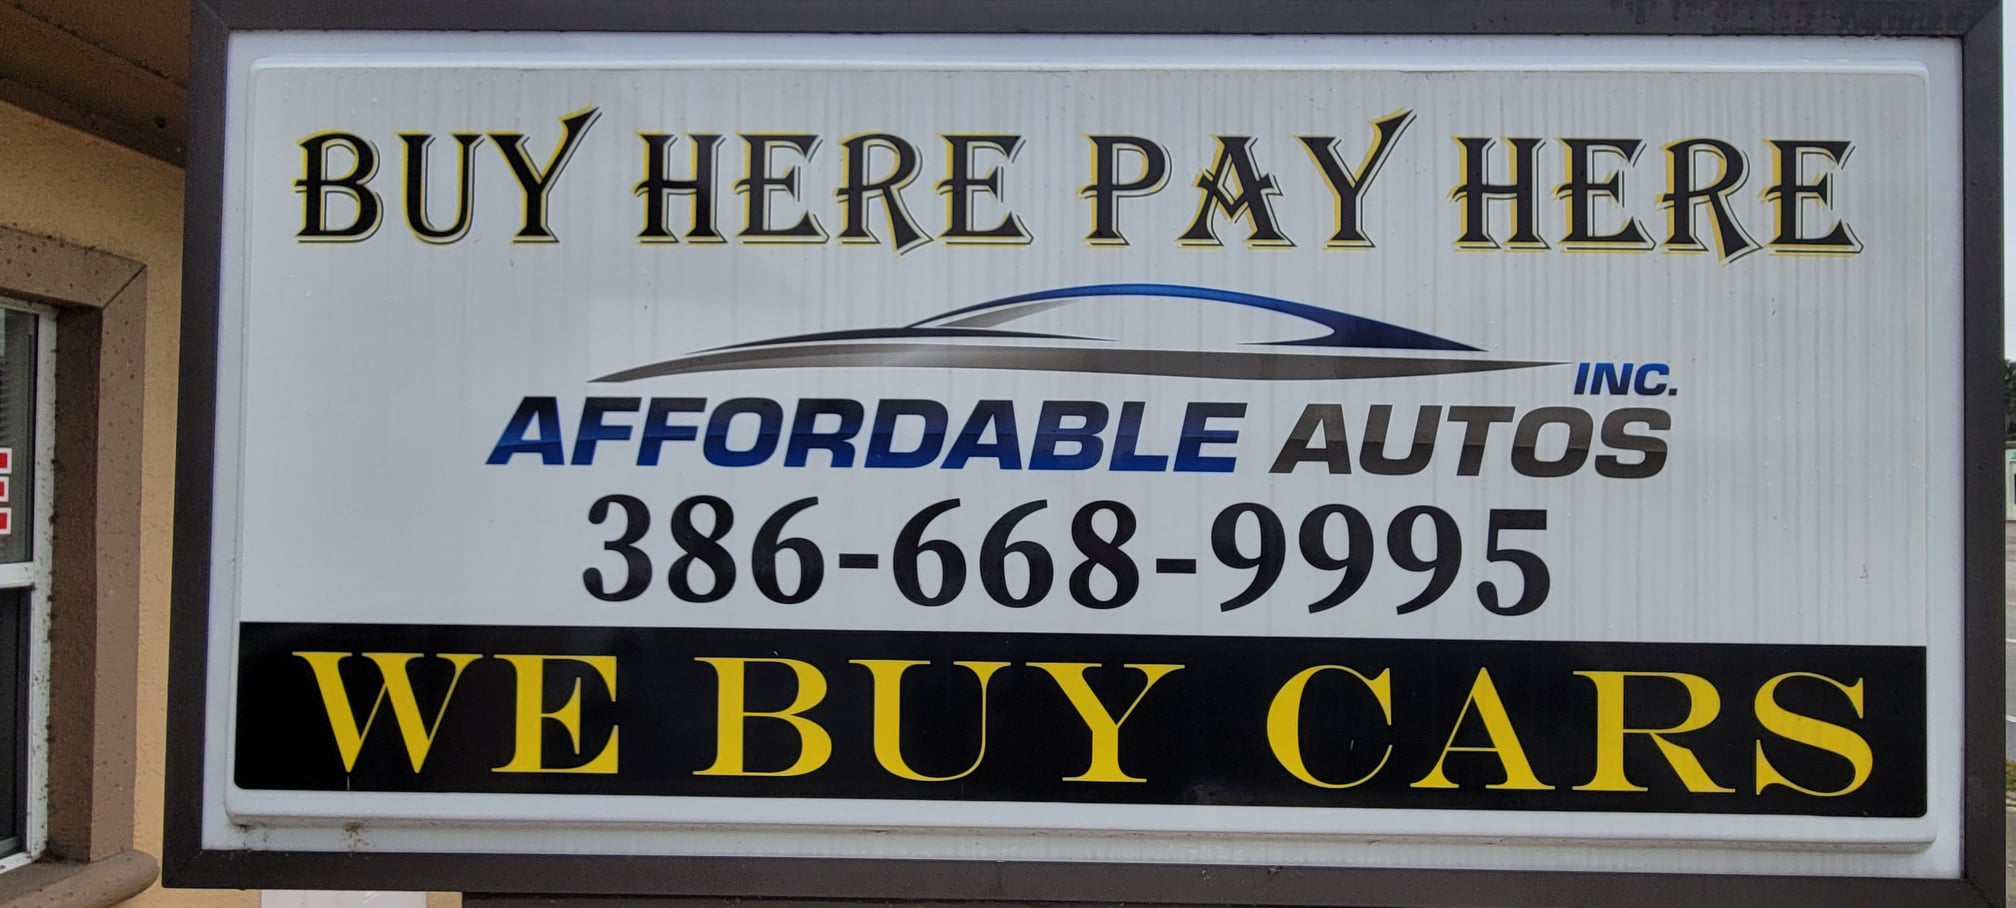 BUY HERE PAY HERE
INC.
AFFORDABLE AUTOS
386-668-9995
WE BUY CARS